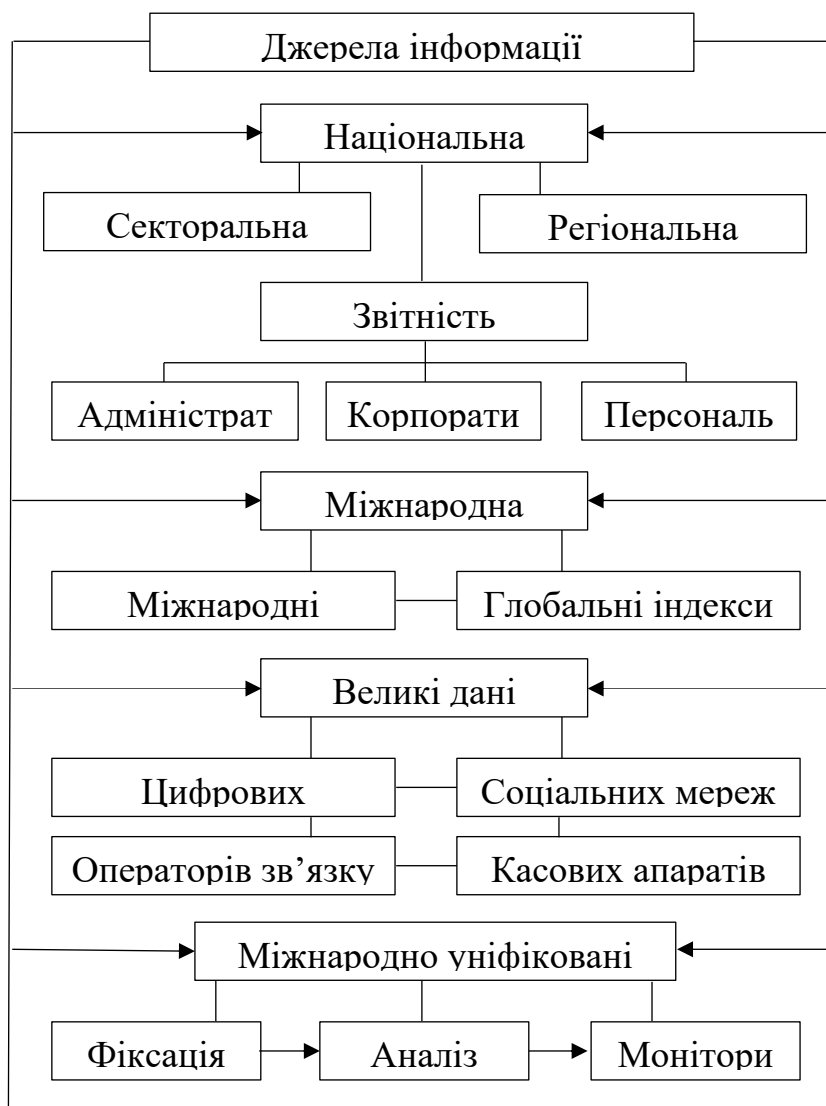 Джерела інформації
Національна
Секторальна
Регіональна
Звітність
Адміністрат
Корпорати
Персональ
Міжнародна
Міжнародні
Глобальні індекси
Великі дані
Цифрових
Соціальних мереж
Операторів зв’язку
Касових апаратів
Міжнародно уніфіковані
Фіксація
Аналіз
Монітори